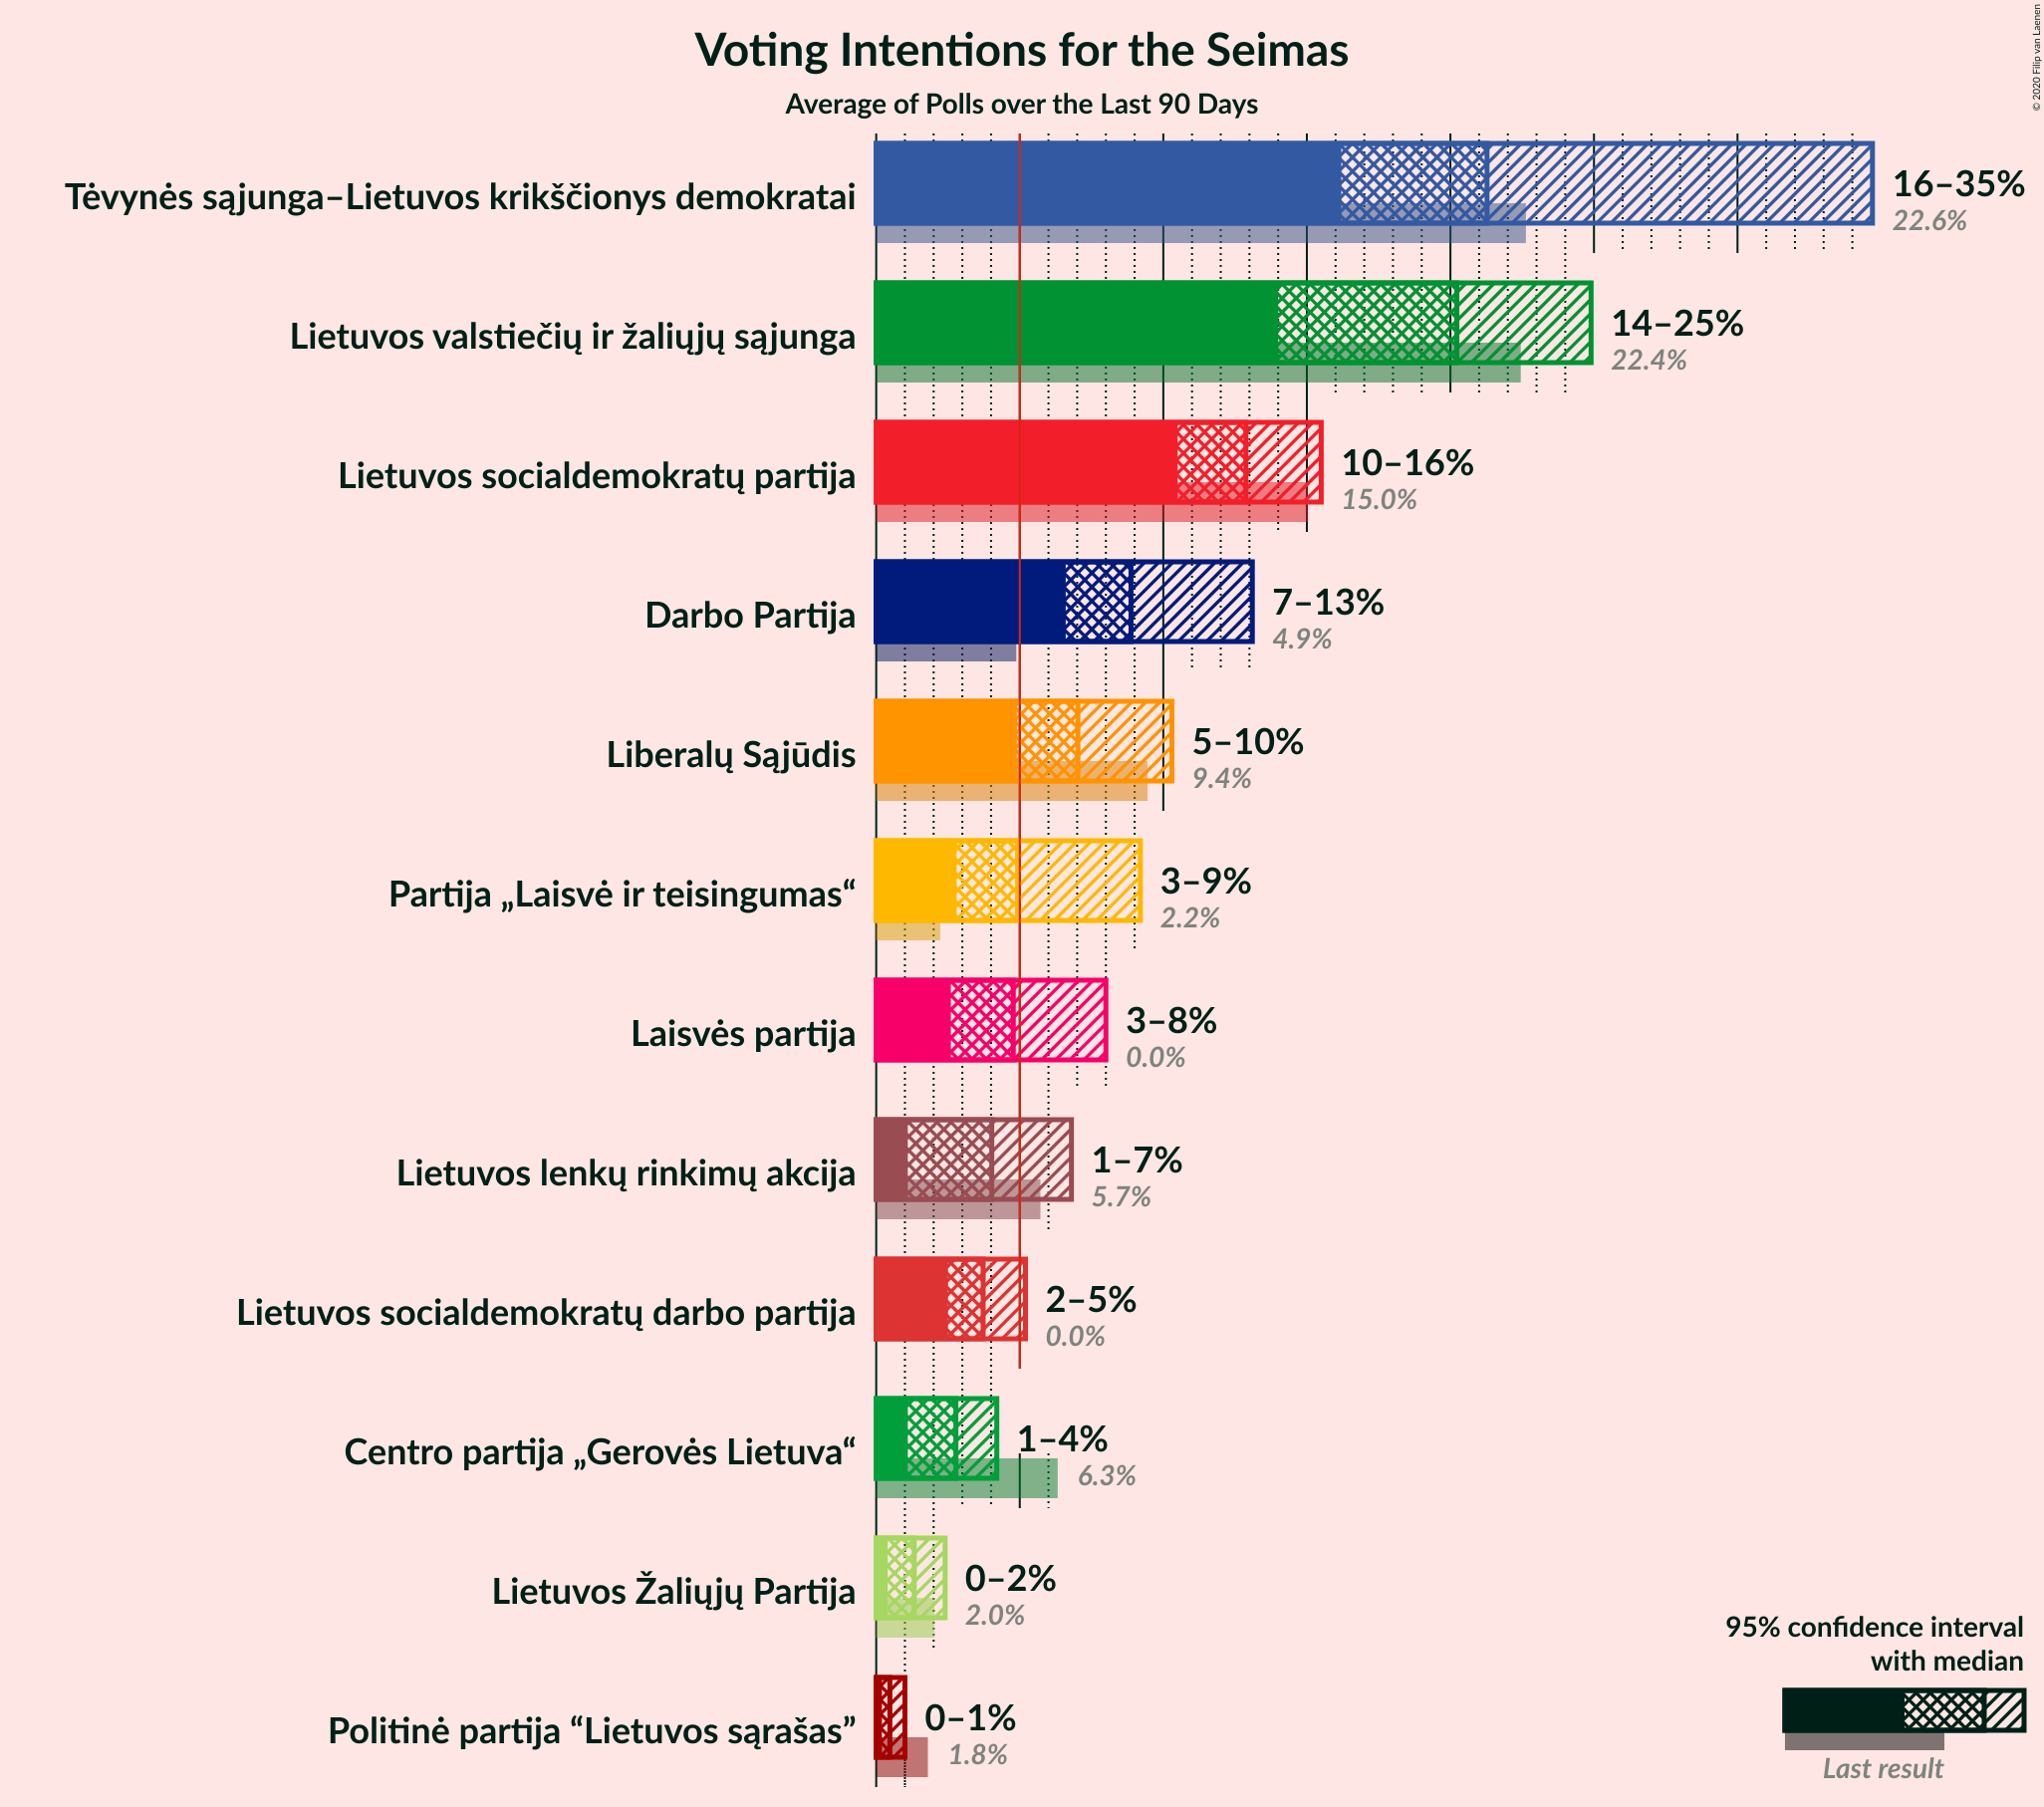 © 2020 Filip van Laenen
Voting Intentions for the Seimas
Average of Polls over the Last 90 Days
Tėvynės sąjunga–Lietuvos krikščionys demokratai
16–35%
22.6%
Lietuvos valstiečių ir žaliųjų sąjunga
14–25%
22.4%
Lietuvos socialdemokratų partija
10–16%
15.0%
Darbo Partija
7–13%
4.9%
Liberalų Sąjūdis
5–10%
9.4%
Partija „Laisvė ir teisingumas“
3–9%
2.2%
Laisvės partija
3–8%
0.0%
Lietuvos lenkų rinkimų akcija
1–7%
5.7%
Lietuvos socialdemokratų darbo partija
2–5%
0.0%
Centro partija „Gerovės Lietuva“
1–4%
6.3%
Lietuvos Žaliųjų Partija
0–2%
2.0%
Politinė partija “Lietuvos sąrašas”
0–1%
1.8%
95% confidence interval
with median
Last result